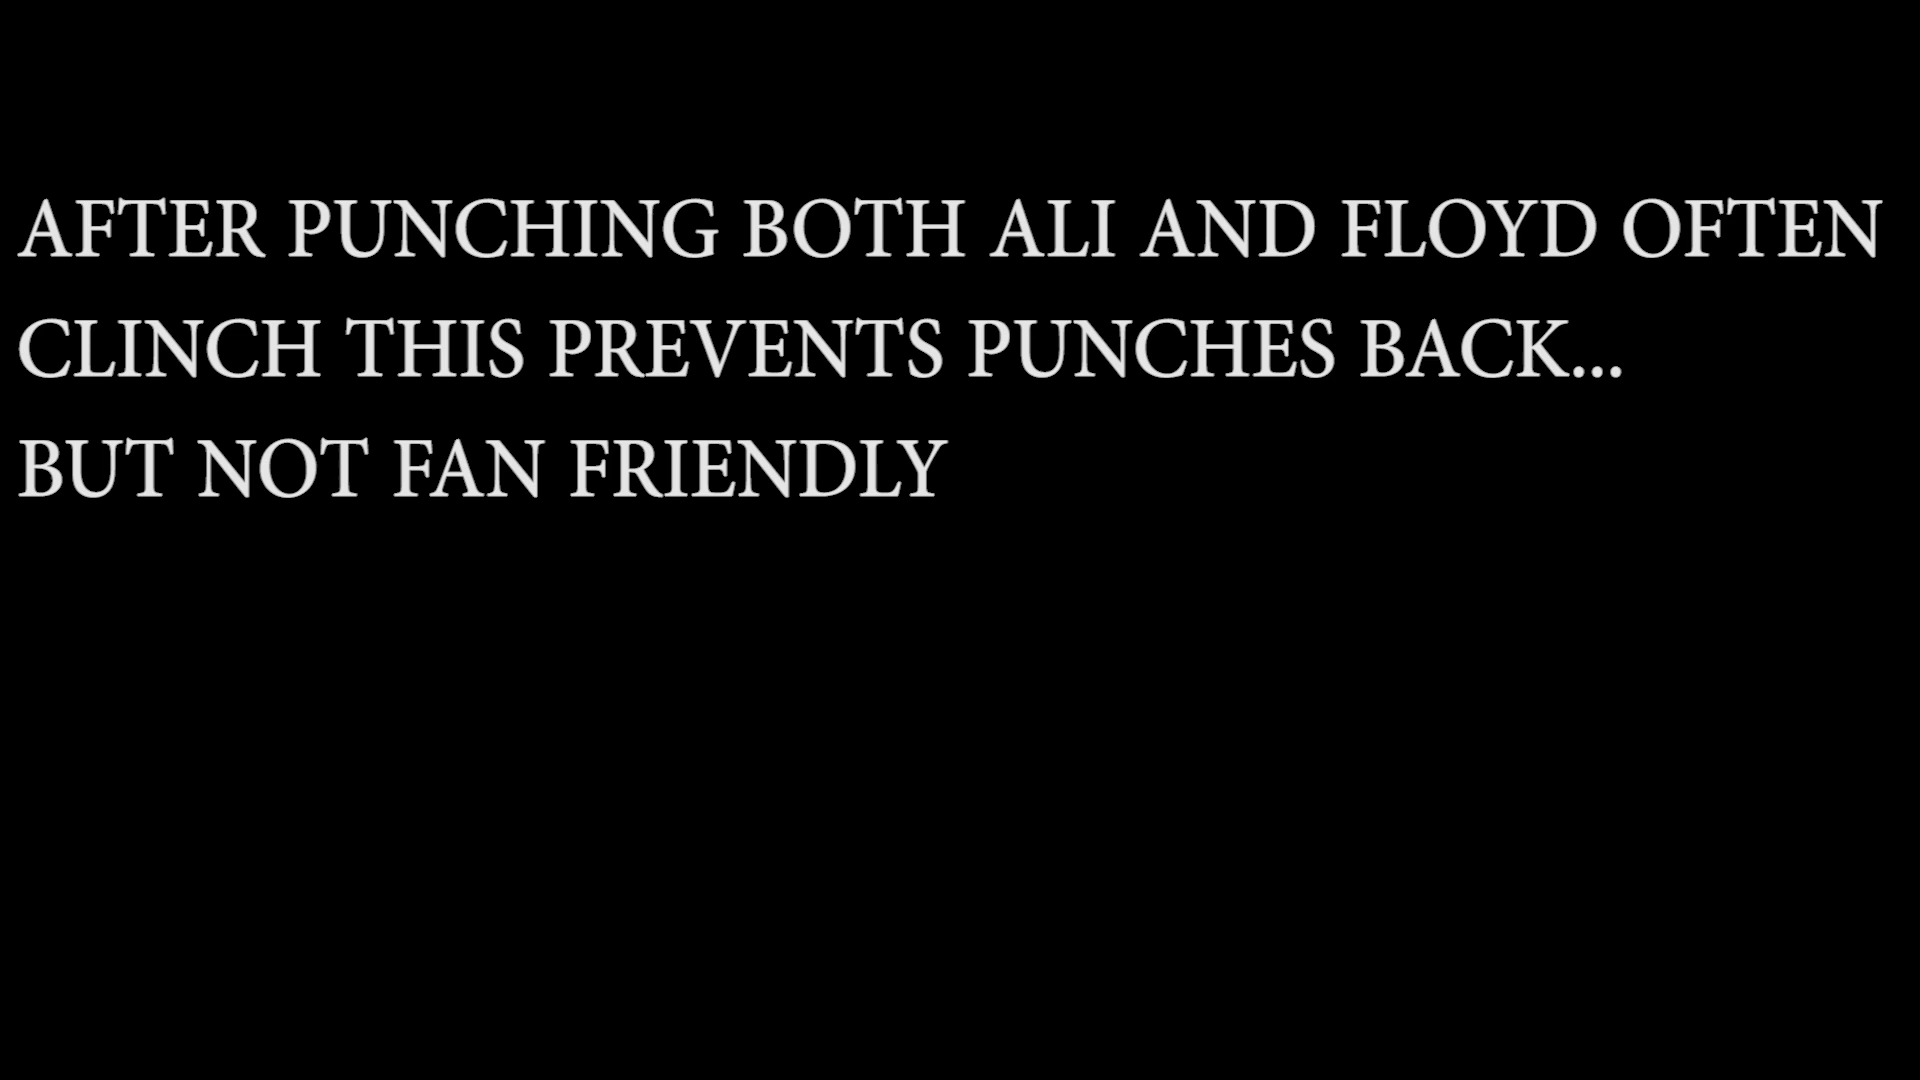 AFTER PUNCHING BOTH ALI AND FLOYD OFTEN
CLINCH THIS PREVENTS PUNCHES BACK...
BUT NOT FAN FRIENDLY